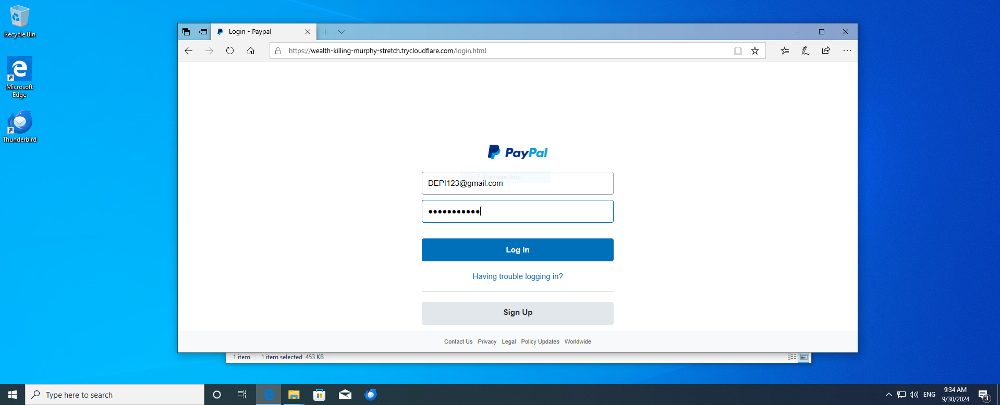 Recycle Bin
Microsoft
Edge
Thunderbird
Login - Paypal
https://wealth-killing-murphy-stretch.trycloudflare.com/login.html
PayPal
Full-screen Snip
DEPI123@gmail.com
●●●●●●●●●●●
Log In
Having trouble logging in?
Sign Up
Contact Us Privacy Legal Policy Updates Worldwide
1 item 1 item selected 453 KB
Type here to search
ENG
9:34 AM
9/30/2024
3